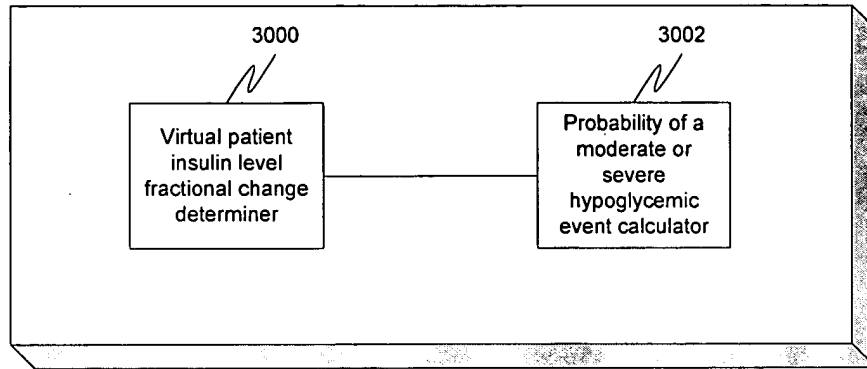 3000
3002
Virtual patient
insulin level
fractional change
determiner
Probability of a
moderate or
severe
hypoglycemic
event calculator